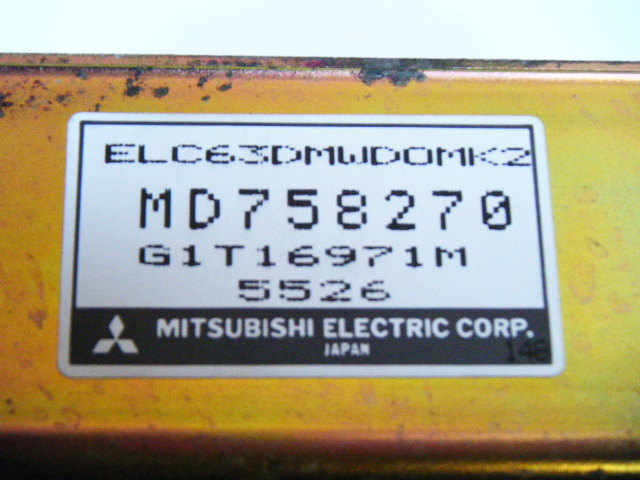 ELC63DMWDOMK2
MD758270
G1T16971M
5526
MITSUBISHI ELECTRIC CORP.
JAPAN
148